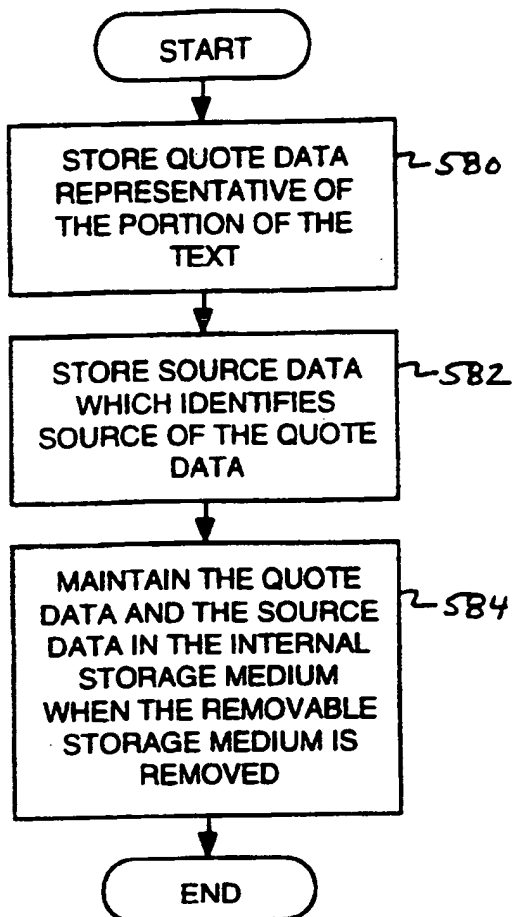 START
STORE QUOTE DATA
REPRESENTATIVE OF
THE PORTION OF THE
TEXT
580
STORE SOURCE DATA
WHICH IDENTIFIES
SOURCE OF THE QUOTE
DATA
582
MAINTAIN THE QUOTE
DATA AND THE SOURCE
DATA IN THE INTERNAL
STORAGE MEDIUM
WHEN THE REMOVABLE
STORAGE MEDIUM IS
REMOVED
584
END